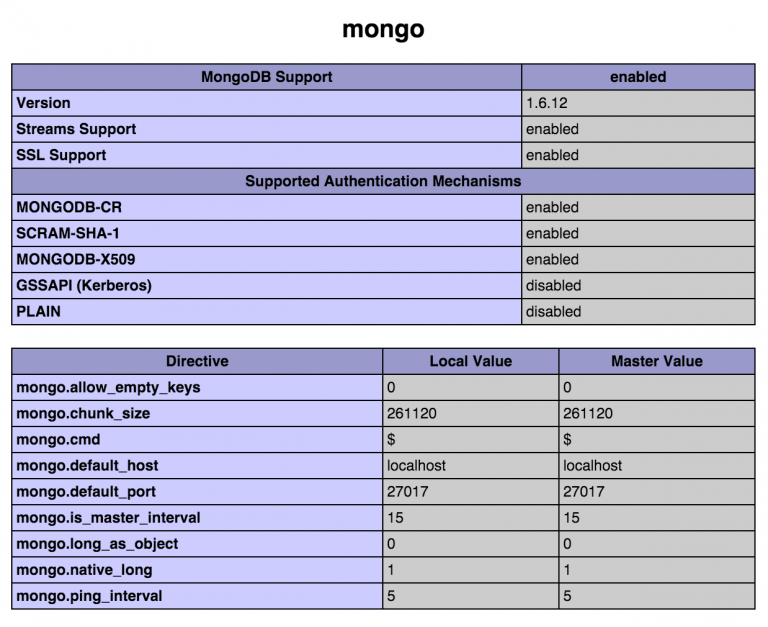 mongo
MongoDB Support enabled
Version 1.6.12
Streams Support enabled
SSL Support enabled
Supported Authentication Mechanisms
MONGODB-CR enabled
SCRAM-SHA-1 enabled
MONGODB-X509 enabled
GSSAPI (Kerberos) disabled
PLAIN disabled
Directive Local Value Master Value
mongo.allow_empty_keys 0 0
mongo.chunk_size 261120 261120
mongo.cmd $ $
mongo.default_host localhost localhost
mongo.default_port 27017 27017
mongo.is_master_interval 15 15
mongo.long_as_object 0 0
mongo.native_long 1 1
mongo.ping_interval 5 5